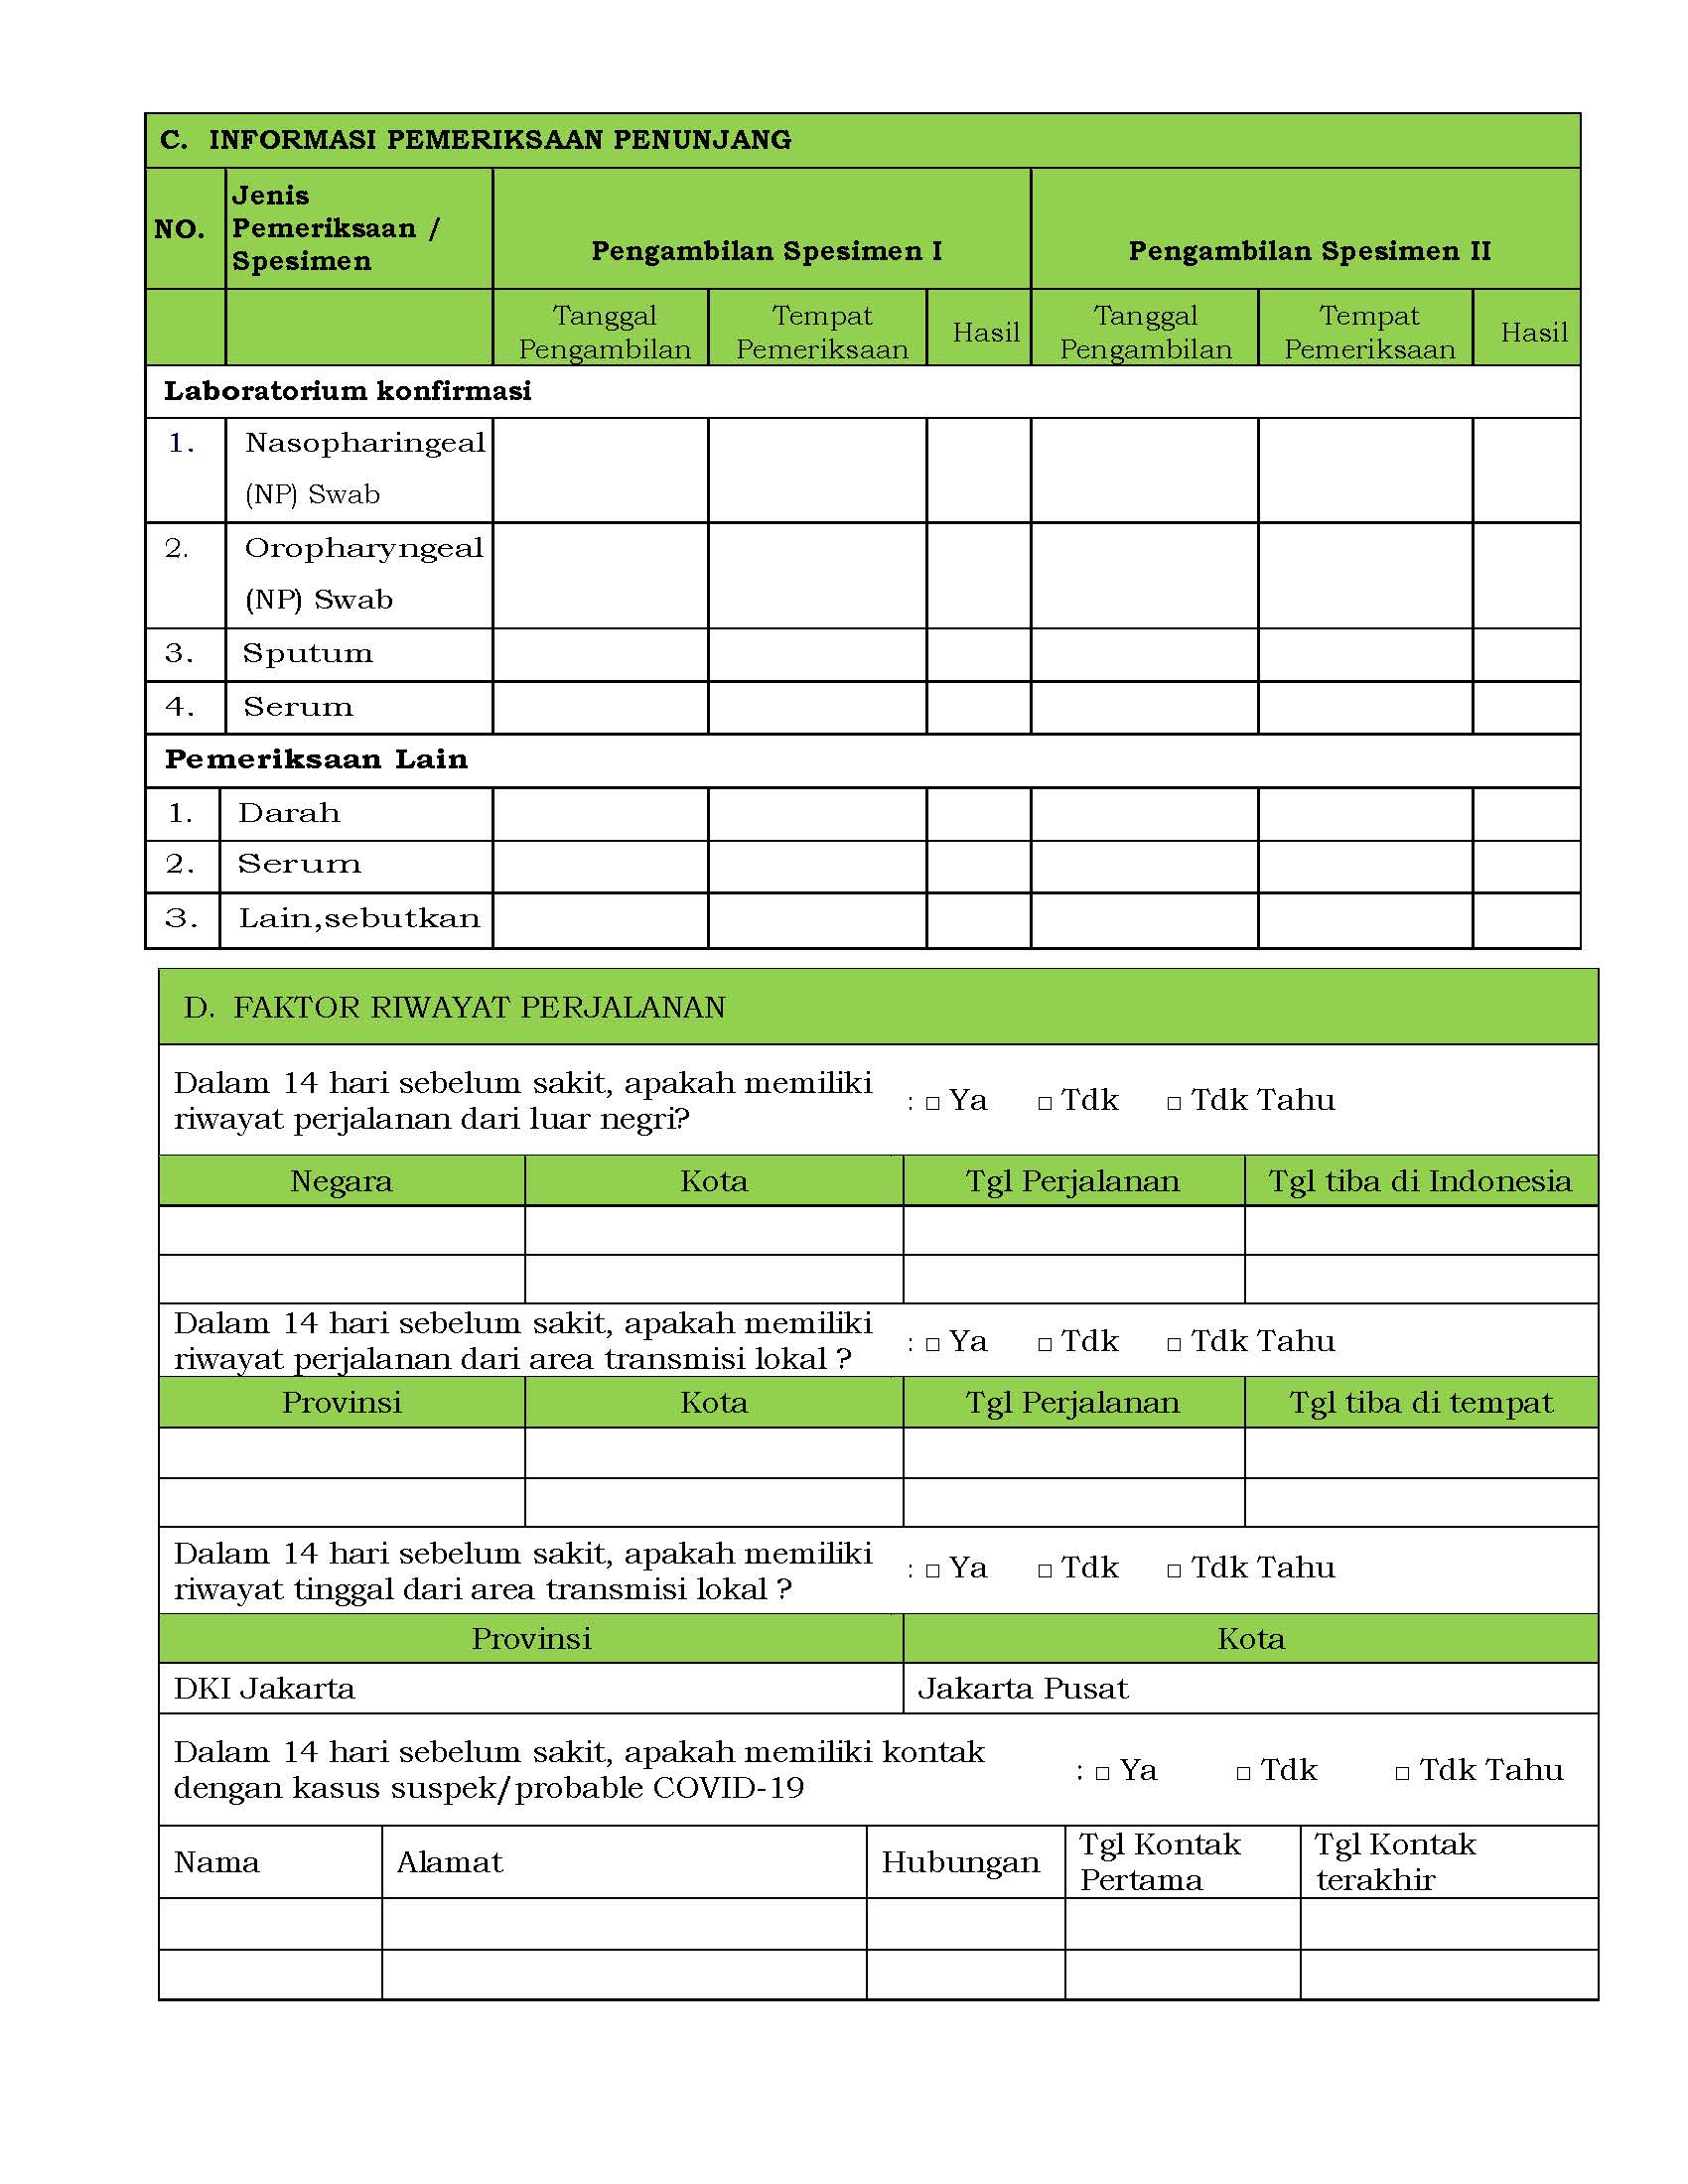 C. INFORMASI PEMERIKSAAN PENUNJANG
NO.
Jenis
Pemeriksaan /
Spesimen
Pengambilan Spesimen I
Pengambilan Spesimen II
Tanggal
Pengambilan
Tempat
Pemeriksaan
Hasil
Tanggal
Pengambilan
Tempat
Pemeriksaan
Hasil
Laboratorium konfirmasi
1. Nasopharingeal
(NP) Swab
2. Oropharyngeal
(NP) Swab
3. Sputum
4. Serum
Pemeriksaan Lain
1. Darah
2. Serum
3. Lain,sebutkan
D. FAKTOR RIWAYAT PERJALANAN
Dalam 14 hari sebelum sakit, apakah memiliki
riwayat perjalanan dari luar negri?
: □ Ya □ Tdk □ Tdk Tahu
Negara Kota Tgl Perjalanan Tgl tiba di Indonesia
Dalam 14 hari sebelum sakit, apakah memiliki
riwayat perjalanan dari area transmisi lokal ?
: □ Ya □ Tdk □ Tdk Tahu
Provinsi Kota Tgl Perjalanan Tgl tiba di tempat
Dalam 14 hari sebelum sakit, apakah memiliki
riwayat tinggal dari area transmisi lokal ?
: □ Ya □ Tdk □ Tdk Tahu
Provinsi Kota
DKI Jakarta Jakarta Pusat
Dalam 14 hari sebelum sakit, apakah memiliki kontak
dengan kasus suspek/probable COVID-19
: □ Ya □ Tdk □ Tdk Tahu
Nama
Alamat
Hubungan
Tgl Kontak
Pertama
Tgl Kontak
terakhir